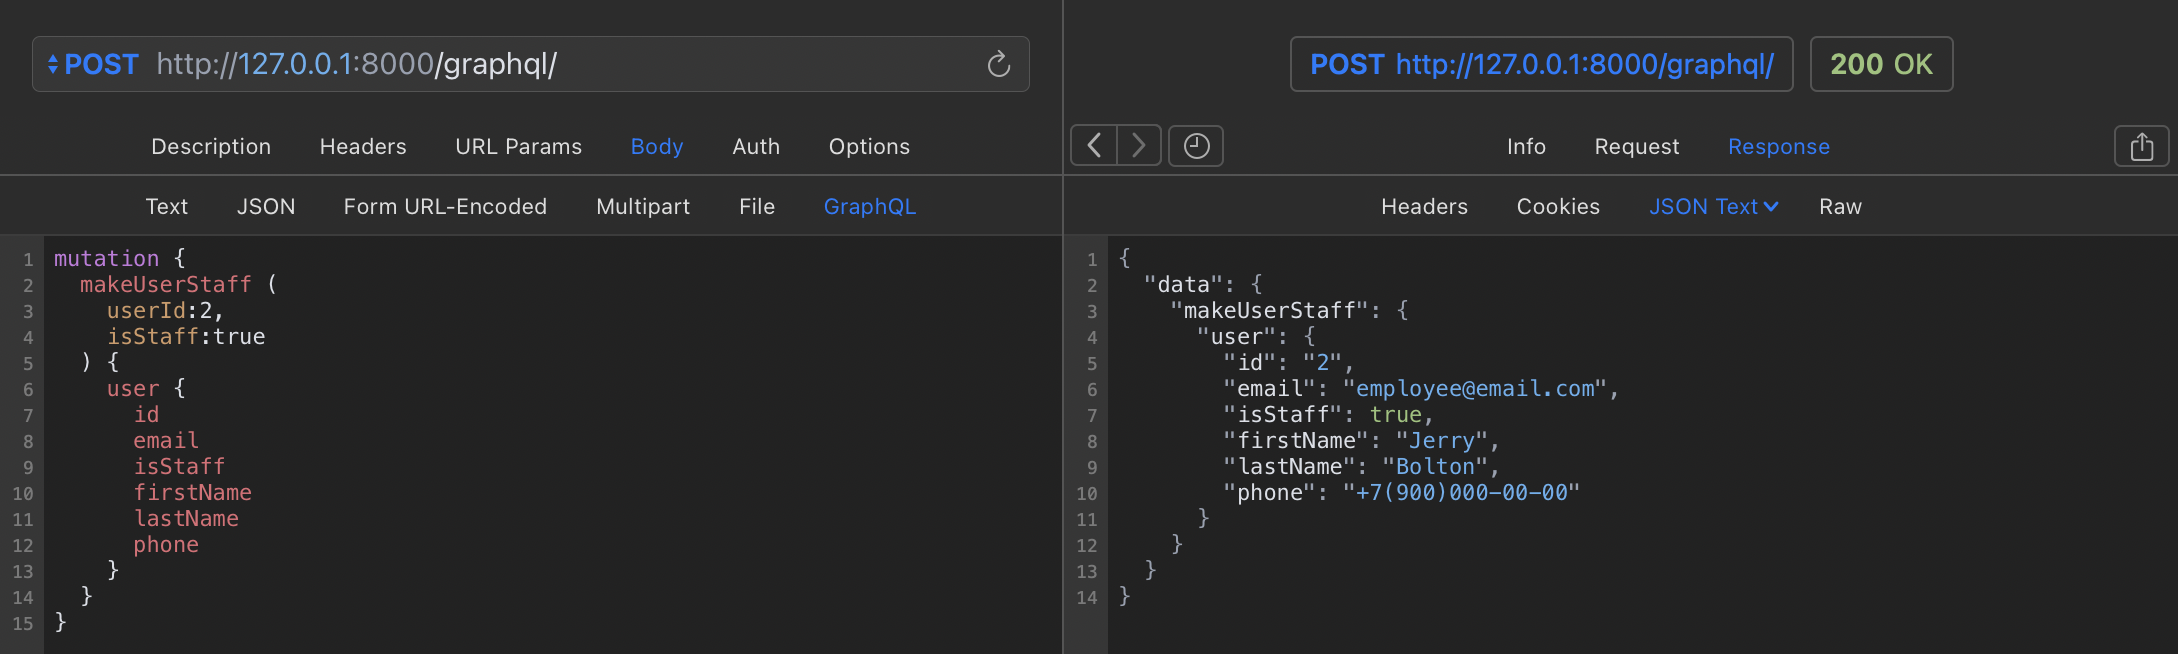 POST http://127.0.0.1:8000/graphql/
Description Headers URL Params Body Auth Options
Text JSON Form URL-Encoded Multipart File GraphQL
1 mutation {
2 makeUserStaff (
3 userId:2,
4 isStaff:true
5 ) {
6 user {
7 id
8 email
9 isStaff
10 firstName
11 lastName
12 phone
13 }
14 }
15 }
POST http://127.0.0.1:8000/graphql/ 200 OK
Info Request Response
Headers Cookies JSON Text Raw
1 {
2 "data": {
3 "makeUserStaff": {
4 "user": {
5 "id": "2",
6 "email": "employee@email.com",
7 "isStaff": true,
8 "firstName": "Jerry",
9 "lastName": "Bolton",
10 "phone": "+7(900)000-00-00"
11 }
12 }
13 }
14 }